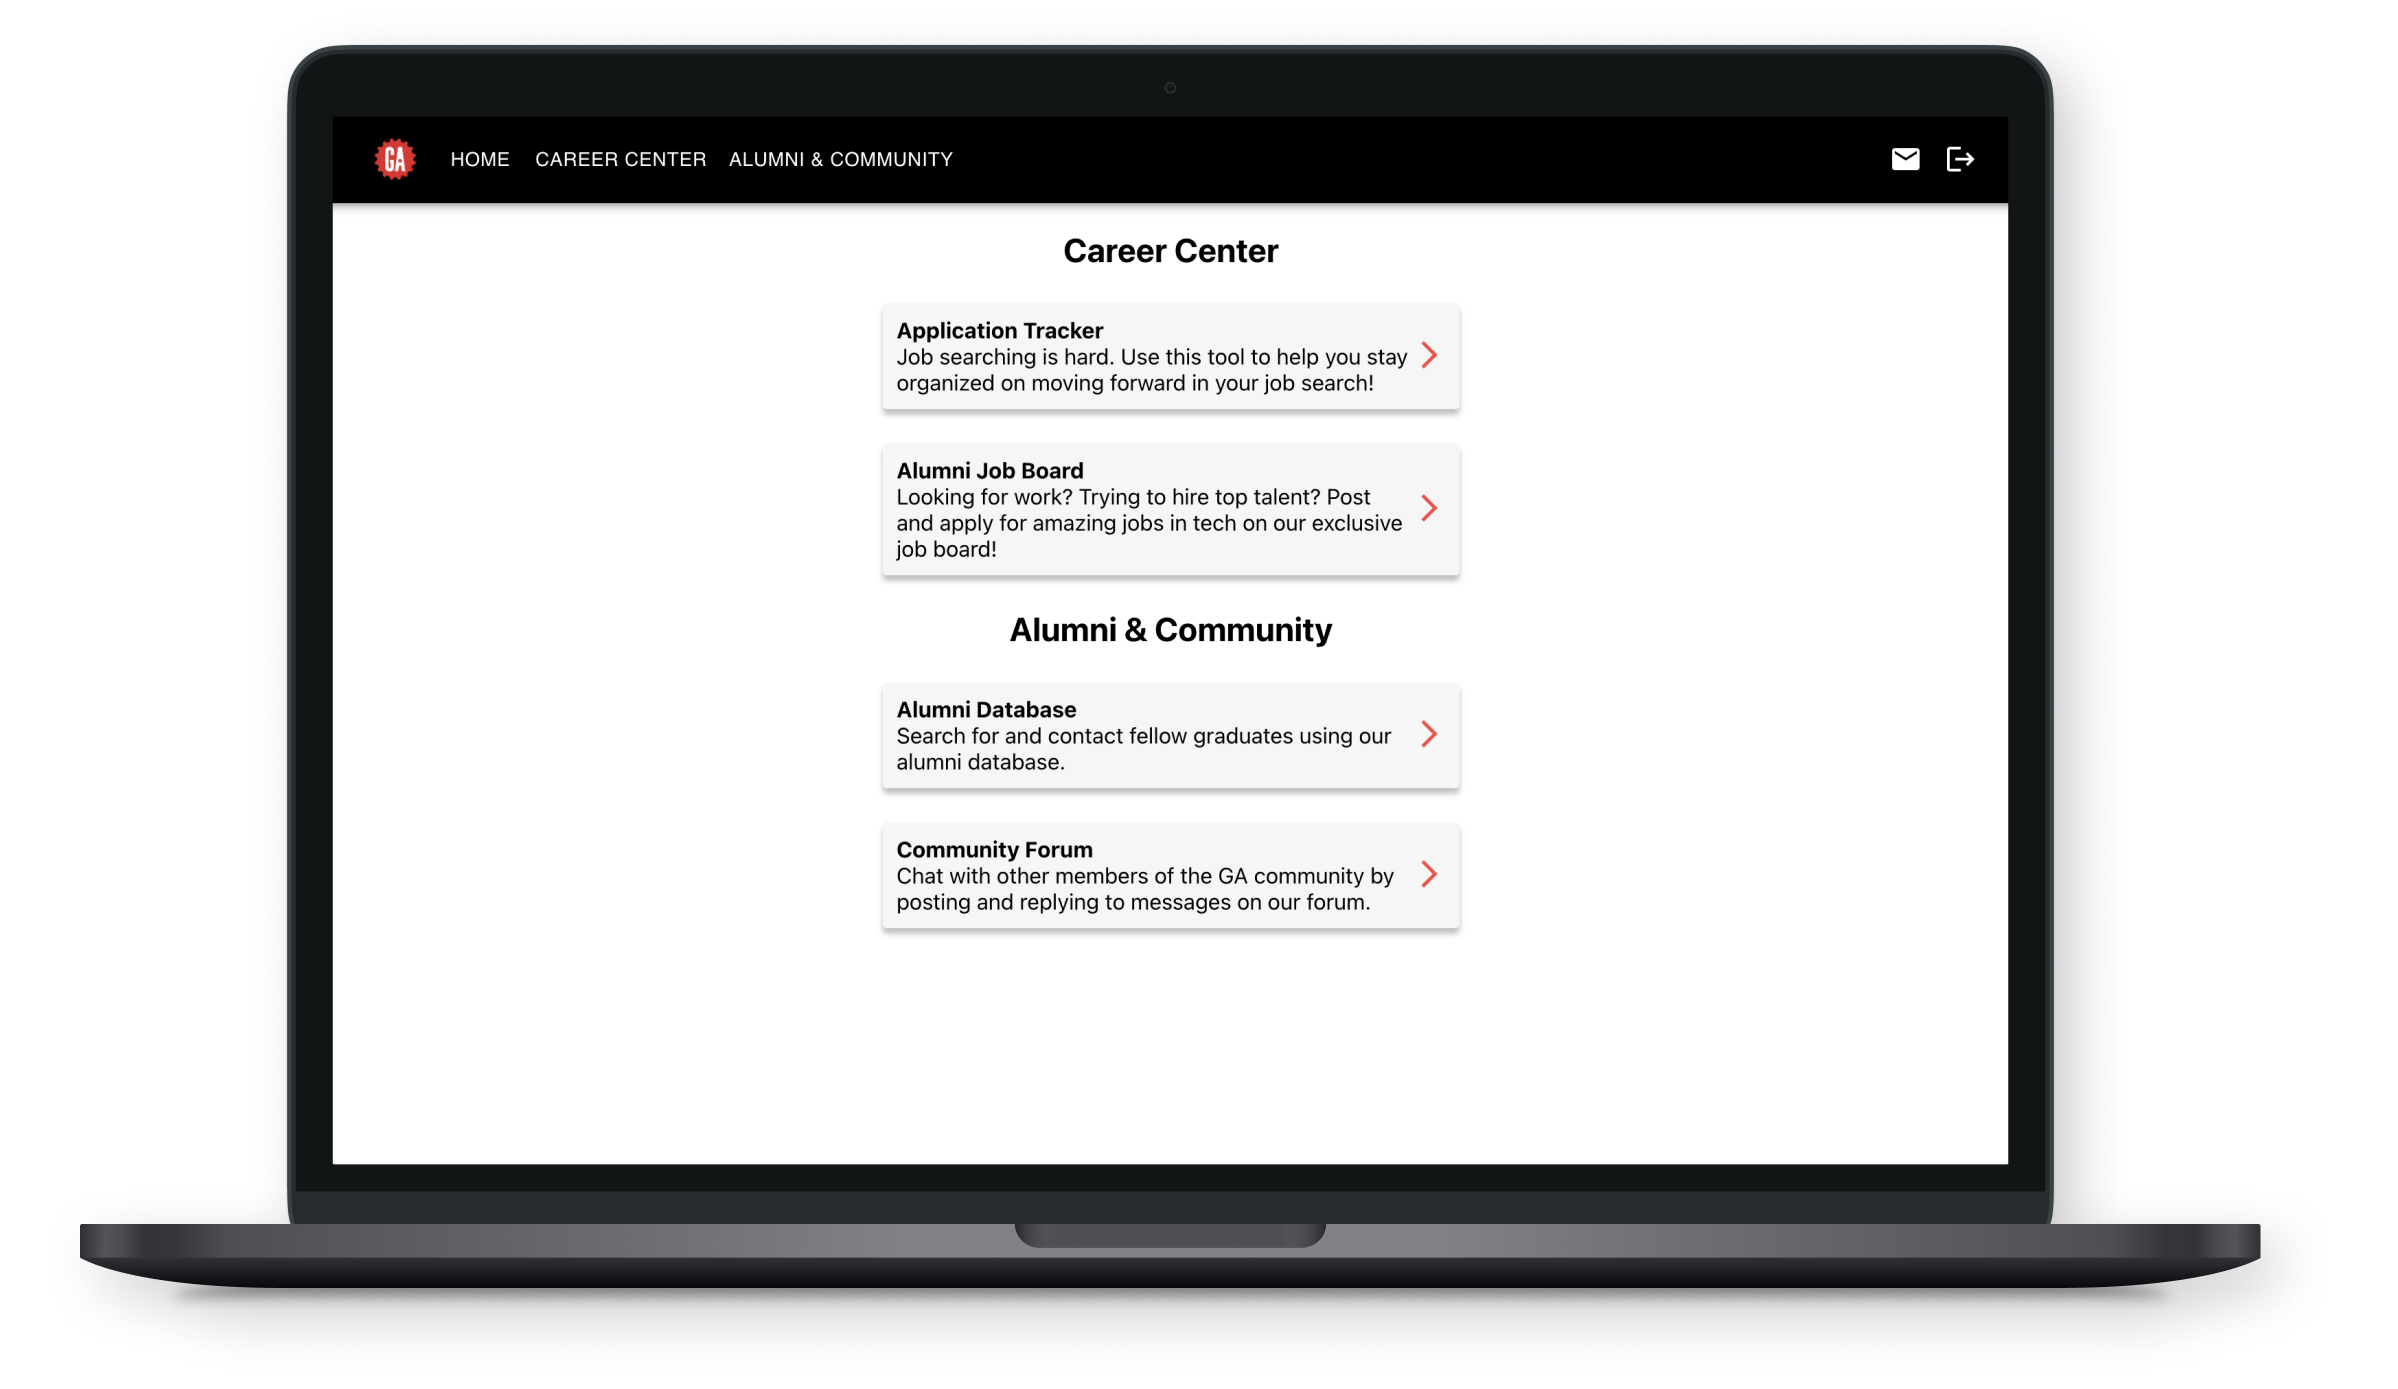 GA HOME CAREER CENTER ALUMNI & COMMUNITY
Career Center
Application Tracker
Job searching is hard. Use this tool to help you stay
organized on moving forward in your job search!
Alumni Job Board
Looking for work? Trying to hire top talent? Post
and apply for amazing jobs in tech on our exclusive
job board!
Alumni & Community
Alumni Database
Search for and contact fellow graduates using our
alumni database.
Community Forum
Chat with other members of the GA community by
posting and replying to messages on our forum.